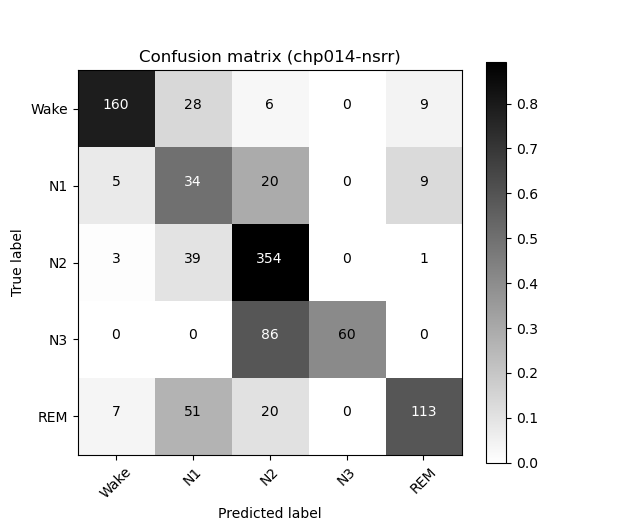 Confusion matrix (chp014-nsrr)
True label
Wake 160 28 6 0 9
N1 5 34 20 0 9
N2 3 39 354 0 1
N3 0 0 86 60 0
REM 7 51 20 0 113
Wake N1 N2 N3 REM
Predicted label
0.8
0.7
0.6
0.5
0.4
0.3
0.2
0.1
0.0